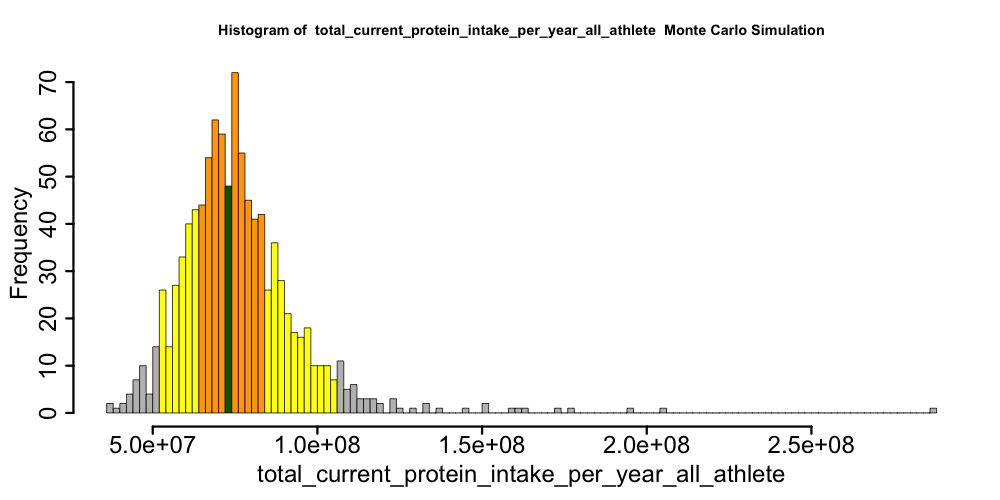 Histogram of  total_current_protein_intake_per_year_all_athlete  Monte Carlo Simulation
Frequency
70
60
50
40
30
20
10
0
5.0e+07 1.0e+08 1.5e+08 2.0e+08 2.5e+08
total_current_protein_intake_per_year_all_athlete